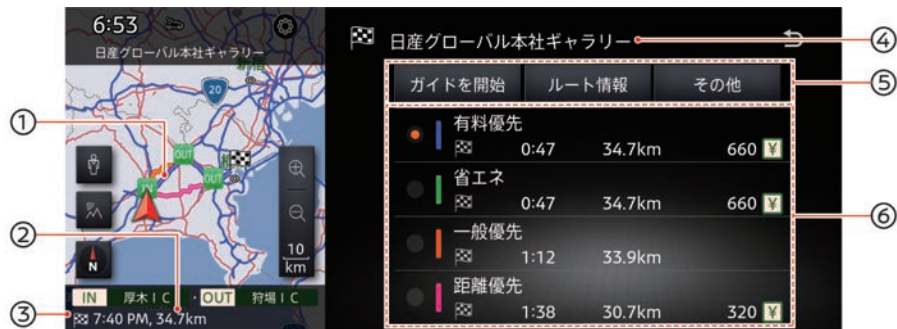 6:53
日産グローバル本社ギャラリー
新宿
20
OUT
OUT
IN
N
10
km
IN 厚木IC・OUT 狩場IC
7:40 PM, 34.7km
日産グローバル本社ギャラリー
ガイドを開始 ルート情報 その他
有料優先
0:47 34.7km 660 ¥
省エネ
0:47 34.7km 660 ¥
一般優先
1:12 33.9km
距離優先
1:38 30.7km 320 ¥
①
②
③
④
⑤
⑥